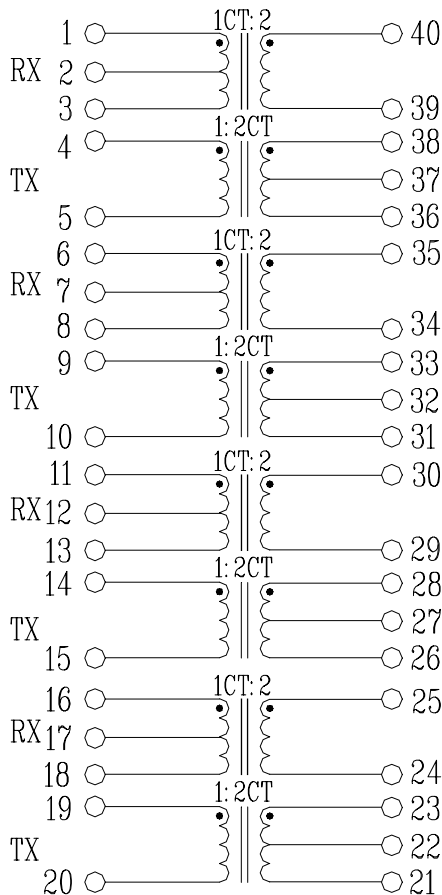 1CT:2
1 40
RX 2
3 39
1:2CT
4 38
TX 37
5 36
1CT:2
6 35
RX 7
8 34
1:2CT
9 33
TX 32
10 31
1CT:2
11 30
RX 12
13 29
1:2CT
14 28
TX 27
15 26
1CT:2
16 25
RX 17
18 24
1:2CT
19 23
TX 22
20 21